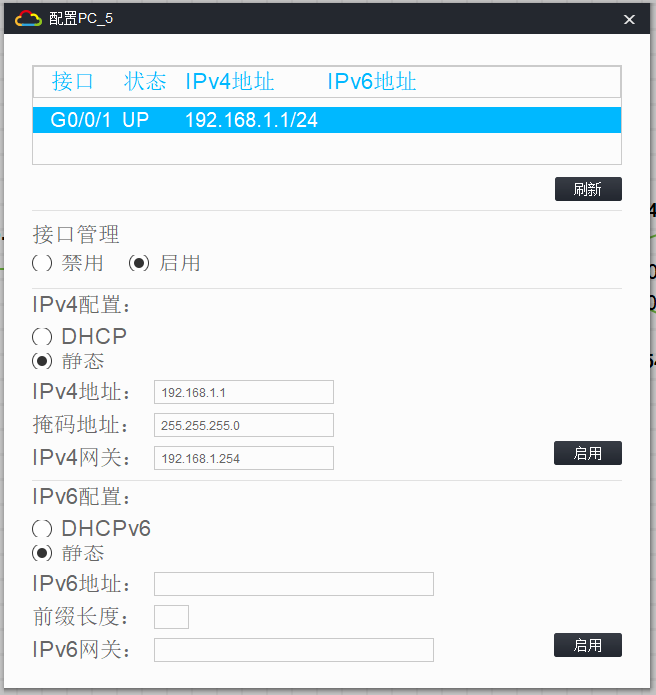 配置PC_5
接口 状态 IPv4地址 IPv6地址
G0/0/1 UP 192.168.1.1/24
刷新
接口管理
禁用 启用
IPv4配置：
DHCP
静态
IPv4地址： 192.168.1.1
掩码地址： 255.255.255.0
IPv4网关： 192.168.1.254
启用
IPv6配置：
DHCPv6
静态
IPv6地址：
前缀长度：
IPv6网关：
启用